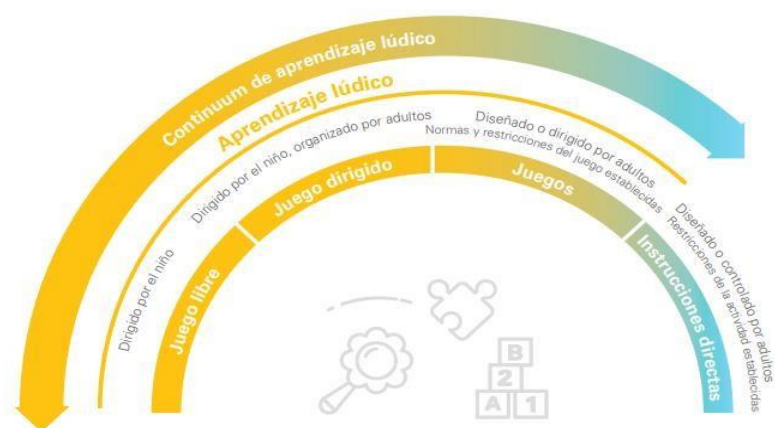 Continuum de aprendizaje lúdico
Aprendizaje lúdico
Dirigido por el niño
Dirigido por el niño, organizado por adultos
Diseñado o dirigido por adultos
Normas y restricciones del juego establecidas
Diseñado o controlado por adultos
Restricciones de la actividad establecidas
Juego libre
Juego dirigido
Juegos
Instrucciones directas
B
2
A 1